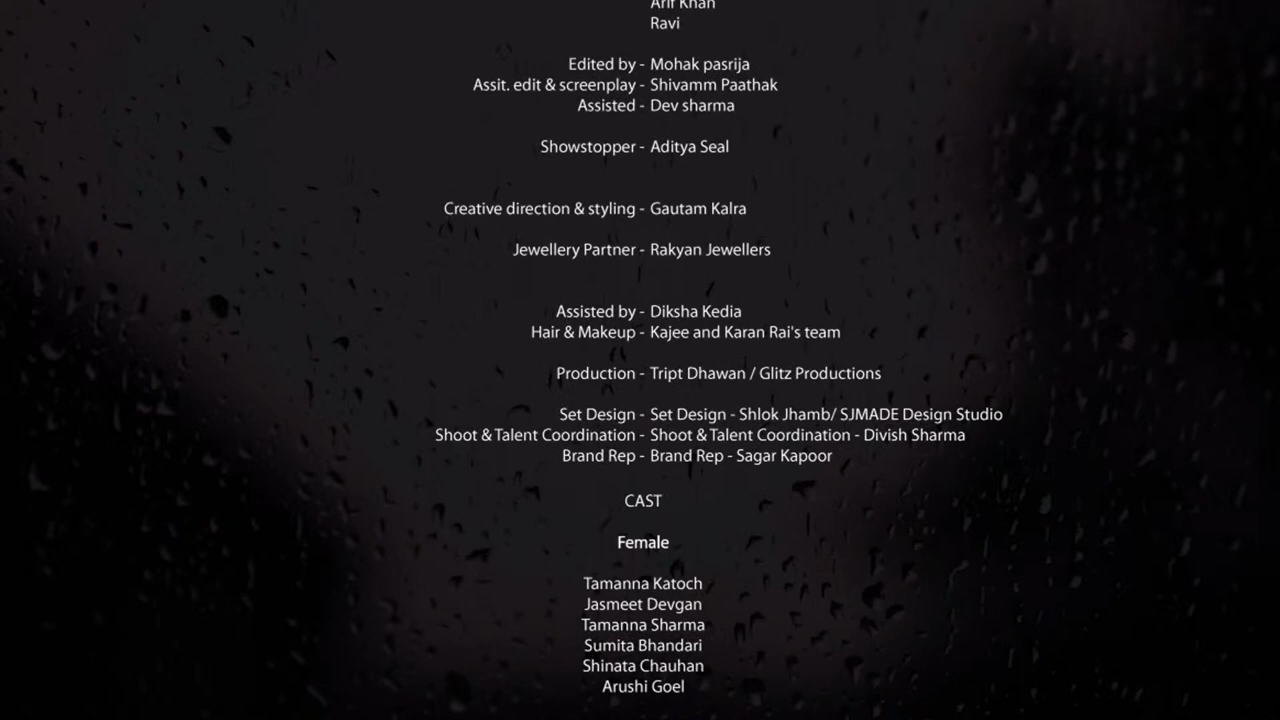 Arif Khan
Ravi
Edited by - Mohak pasrija
Assit. edit & screenplay - Shivamm Paathak
Assisted - Dev sharma
Showstopper - Aditya Seal
Creative direction & styling - Gautam Kalra
Jewellery Partner - Rakyan Jewellers
Assisted by - Diksha Kedia
Hair & Makeup - Kajee and Karan Rai's team
Production - Tript Dhawan / Glitz Productions
Set Design - Set Design - Shlok Jhamb/ SJMADE Design Studio
Shoot & Talent Coordination - Shoot & Talent Coordination - Divish Sharma
Brand Rep - Brand Rep - Sagar Kapoor
CAST
Female
Tamanna Katoch
Jasmeet Devgan
Tamanna Sharma
Sumita Bhandari
Shinata Chauhan
Arushi Goel